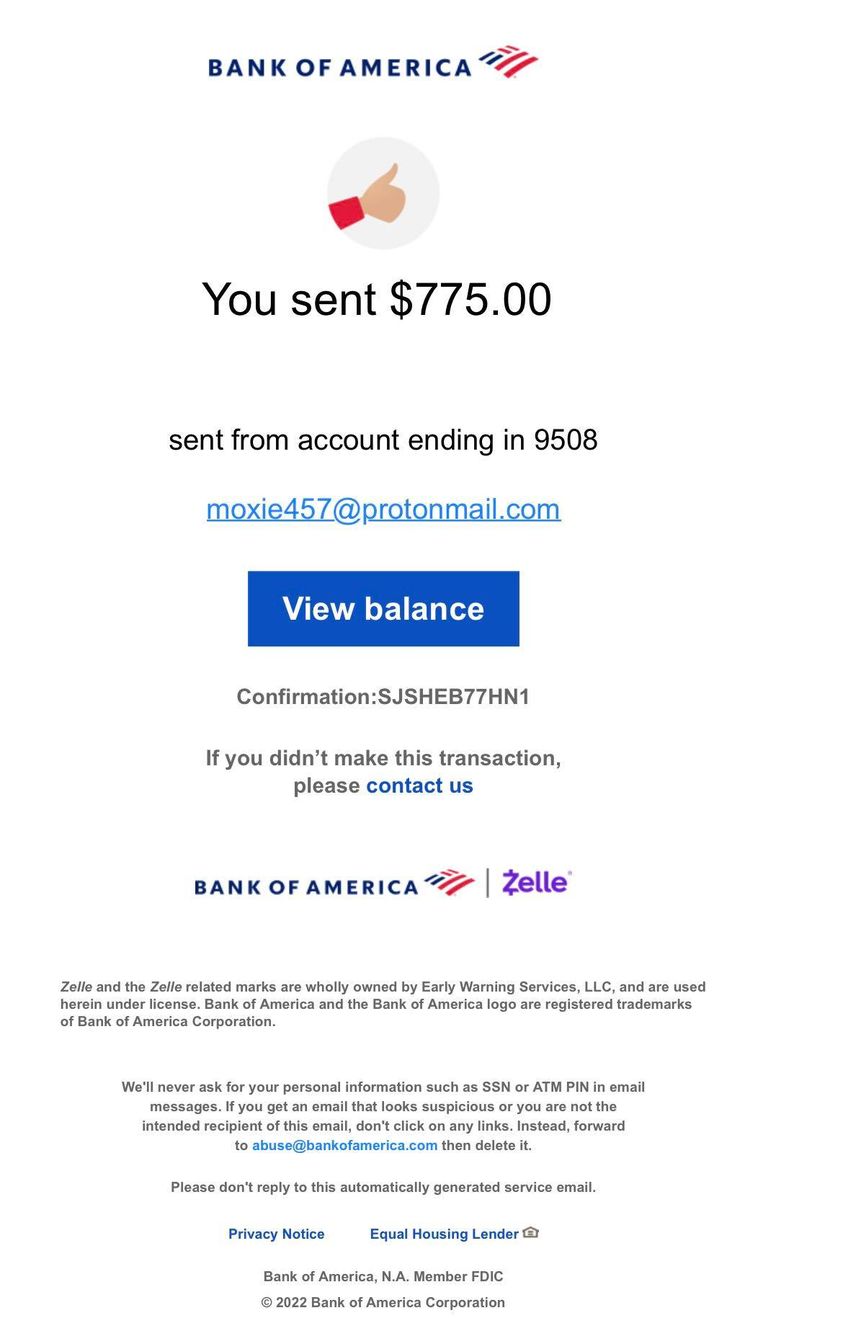 BANK OF AMERICA
You sent $775.00
sent from account ending in 9508
moxie457@protonmail.com
View balance
Confirmation:SJSHEB77HN1
If you didn’t make this transaction,
please contact us
BANK OF AMERICA | Zelle®
Zelle and the Zelle related marks are wholly owned by Early Warning Services, LLC, and are used
herein under license. Bank of America and the Bank of America logo are registered trademarks
of Bank of America Corporation.
We'll never ask for your personal information such as SSN or ATM PIN in email
messages. If you get an email that looks suspicious or you are not the
intended recipient of this email, don't click on any links. Instead, forward
to abuse@bankofamerica.com then delete it.
Please don't reply to this automatically generated service email.
Privacy Notice Equal Housing Lender
Bank of America, N.A. Member FDIC
© 2022 Bank of America Corporation